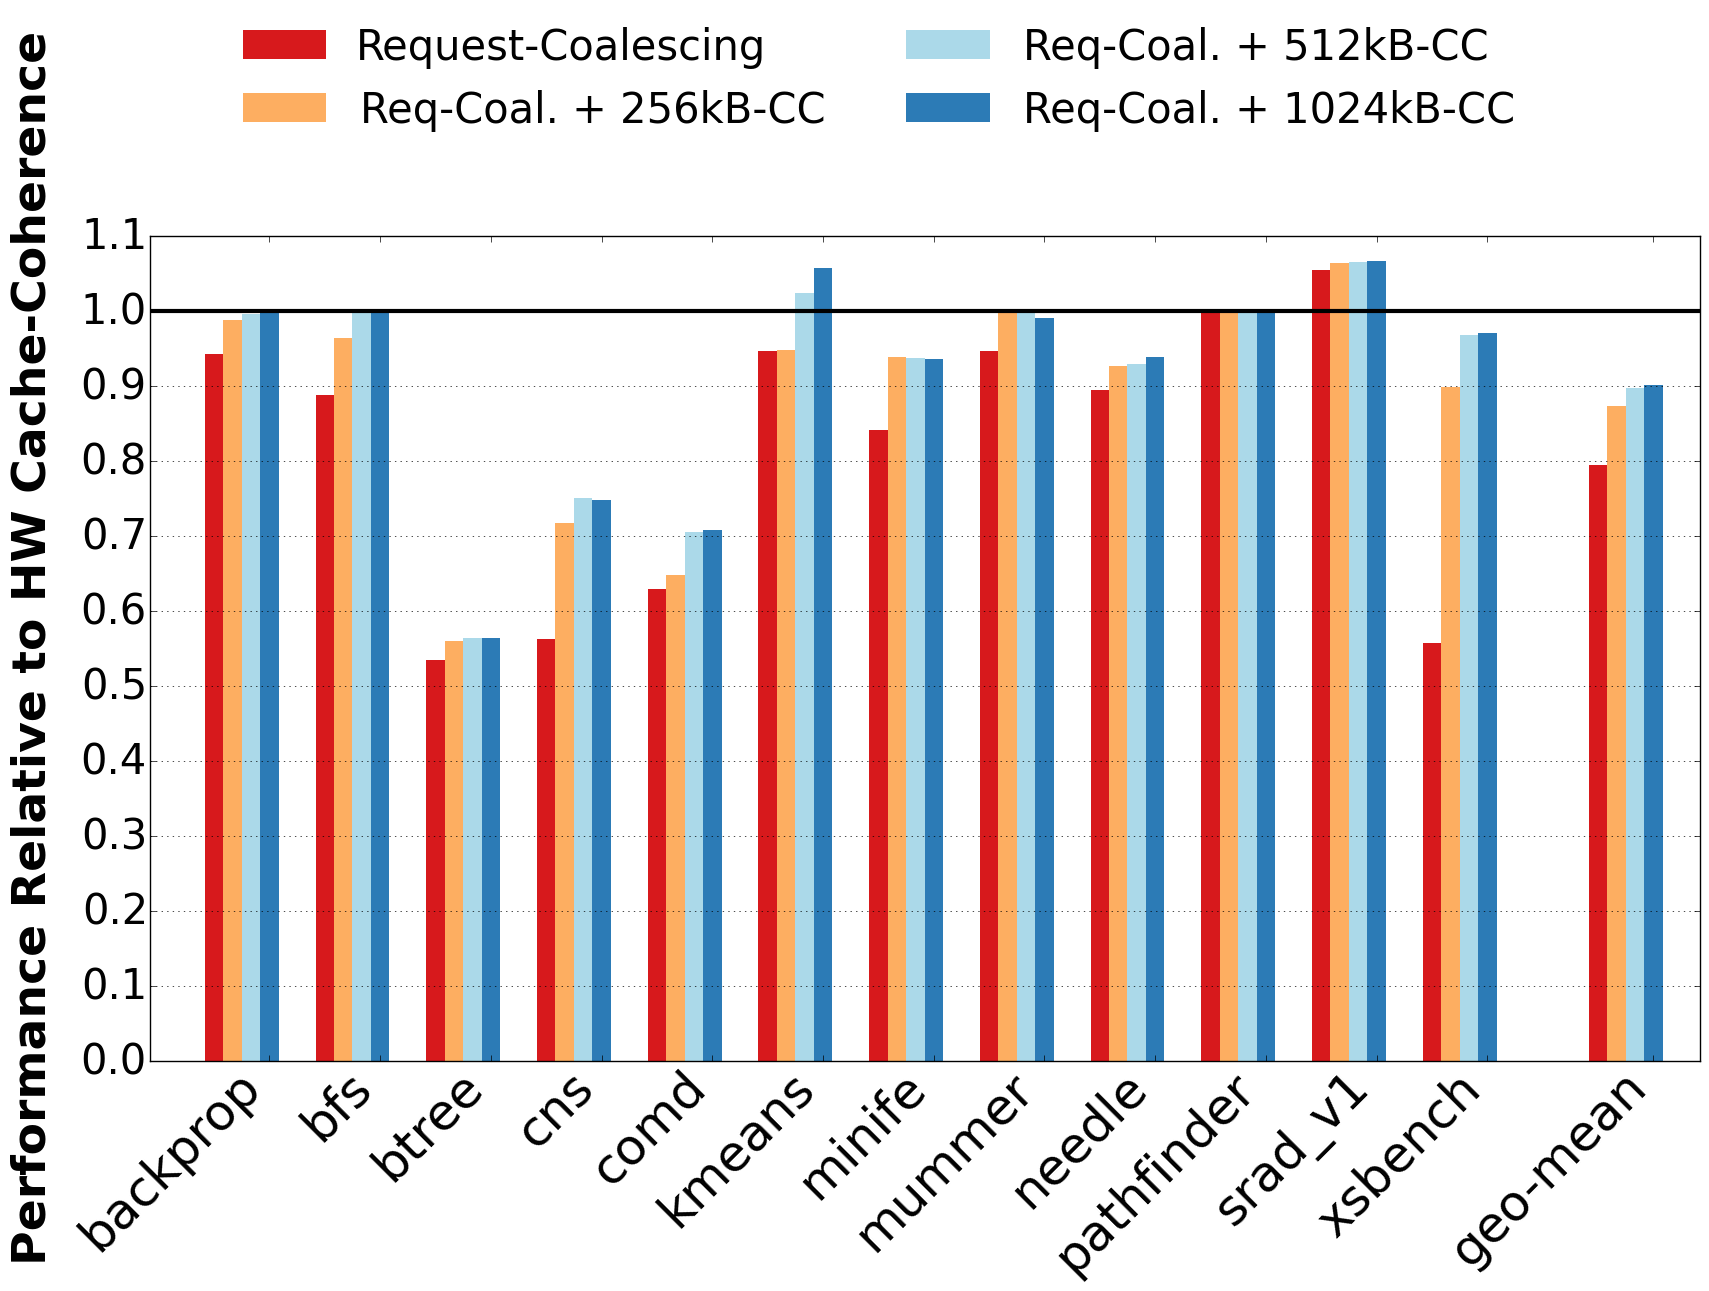 Request-Coalescing
Req-Coal. + 256kB-CC
Req-Coal. + 512kB-CC
Req-Coal. + 1024kB-CC
Performance Relative to HW Cache-Coherence
1.1
1.0
0.9
0.8
0.7
0.6
0.5
0.4
0.3
0.2
0.1
0.0
backprop
bfs
btree
cns
comd
kmeans
minife
mummer
needle
pathfinder
srad_v1
xsbench
geo-mean